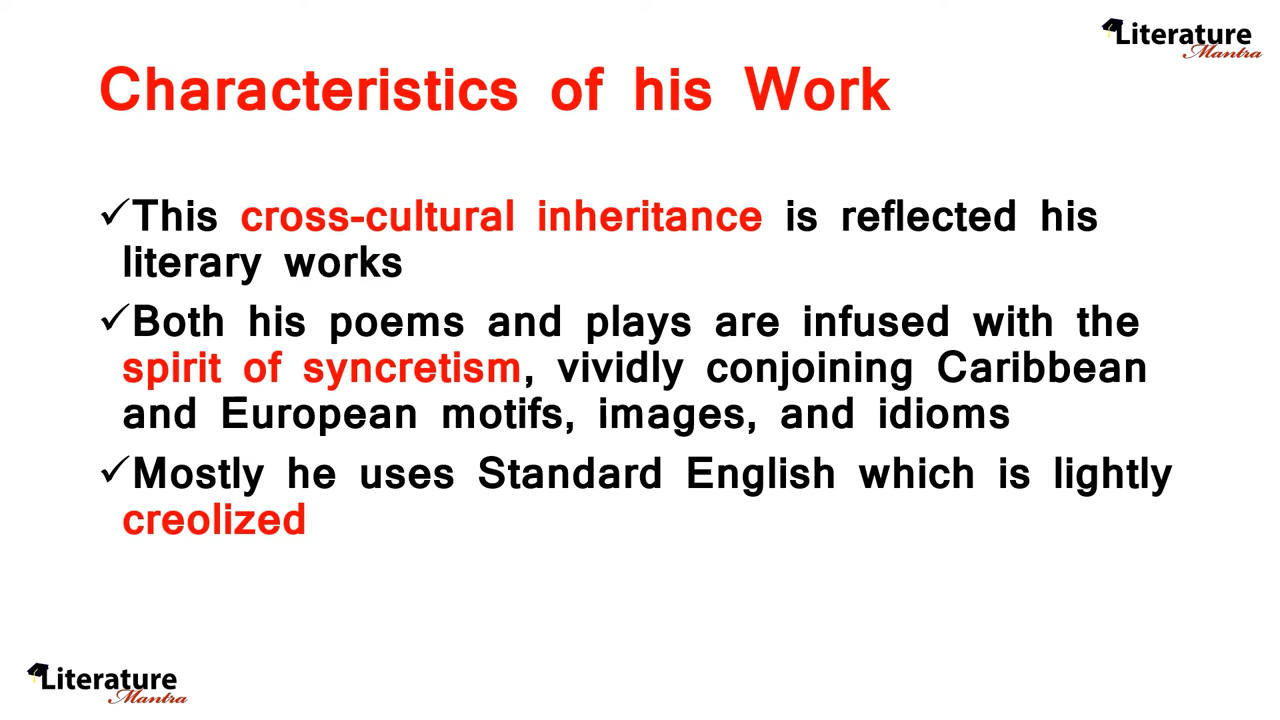 Literature
Mantra
Characteristics of his Work
✓This cross-cultural inheritance is reflected his
literary works
✓Both his poems and plays are infused with the
spirit of syncretism, vividly conjoining Caribbean
and European motifs, images, and idioms
✓Mostly he uses Standard English which is lightly
creolized
Literature
Mantra